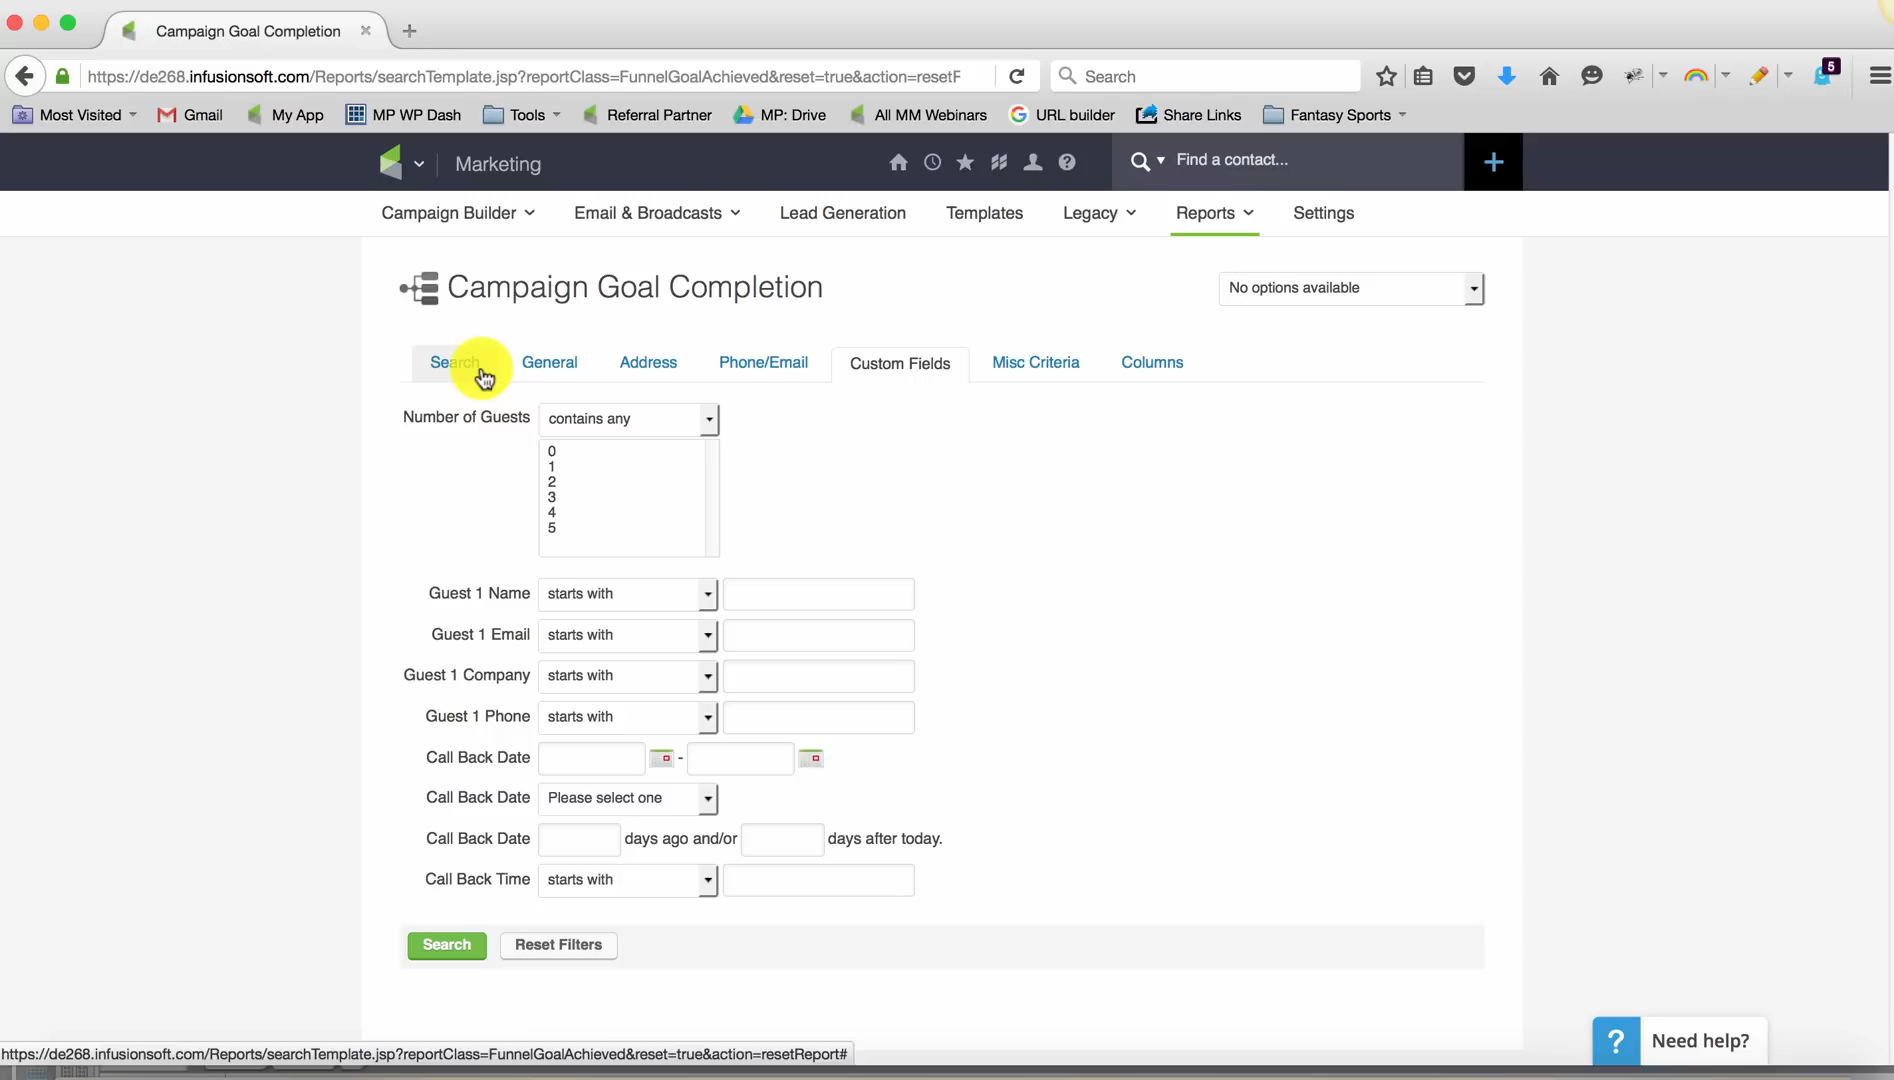 Campaign Goal Completion
https://de268.infusionsoft.com/Reports/searchTemplate.jsp?reportClass=FunnelGoalAchieved&reset=true&action=resetF
Search
5
Most Visited
Gmail
My App
MP WP Dash
Tools
Referral Partner
MP: Drive
All MM Webinars
URL builder
Share Links
Fantasy Sports
Marketing
Find a contact...
Campaign Builder
Email & Broadcasts
Lead Generation
Templates
Legacy
Reports
Settings
Campaign Goal Completion
No options available
Search
General
Address
Phone/Email
Custom Fields
Misc Criteria
Columns
Number of Guests
contains any
0
1
2
3
4
5
Guest 1 Name starts with
Guest 1 Email starts with
Guest 1 Company starts with
Guest 1 Phone starts with
Call Back Date -
Call Back Date Please select one
Call Back Date days ago and/or days after today.
Call Back Time starts with
Search
Reset Filters
? Need help?
https://de268.infusionsoft.com/Reports/searchTemplate.jsp?reportClass=FunnelGoalAchieved&reset=true&action=resetReport#